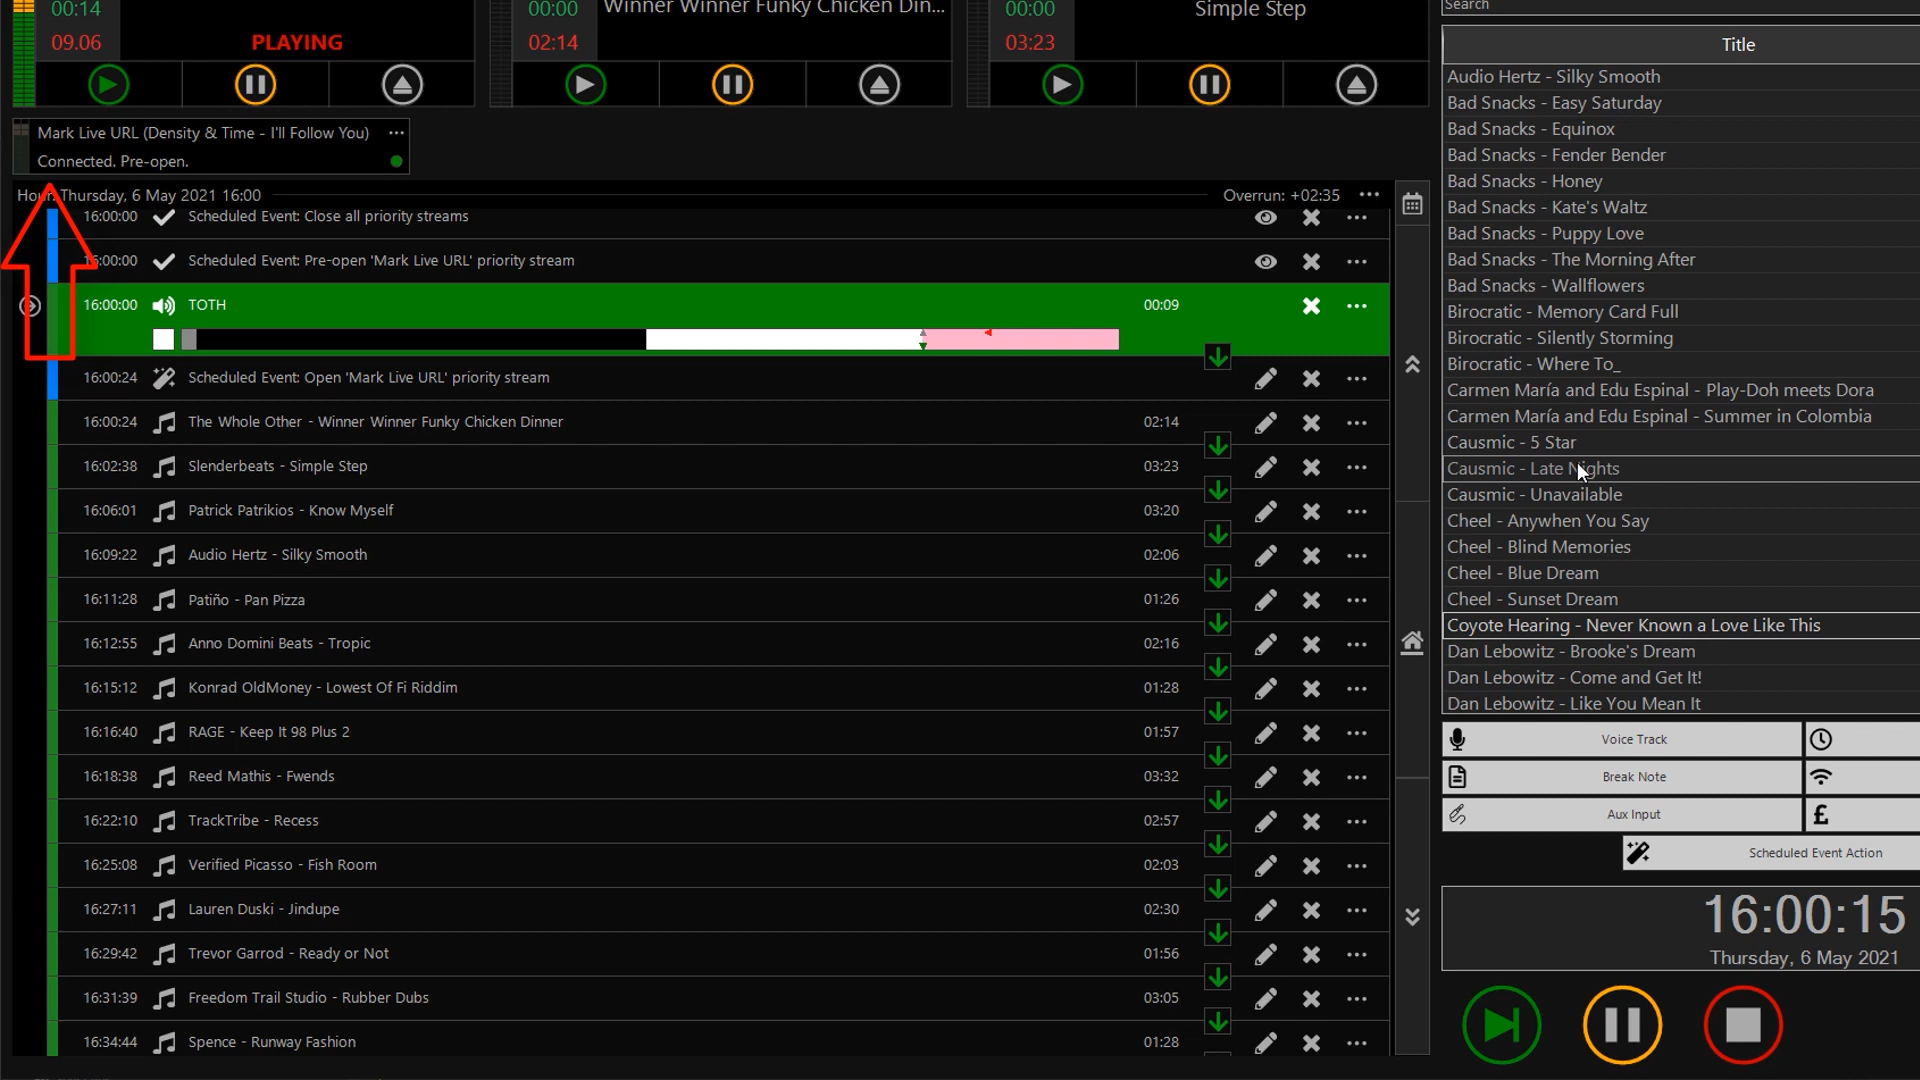 00:14
09.06
PLAYING
00:00
02:14
Winner Winner Funky Chicken Din...
00:00
03:23
Simple Step
Mark Live URL (Density & Time - I'll Follow You)
Connected. Pre-open.
Hour: Thursday, 6 May 2021 16:00 Overrun: +02:35
16:00:00 Scheduled Event: Close all priority streams
16:00:00 Scheduled Event: Pre-open 'Mark Live URL' priority stream
16:00:00 TOTH 00:09
16:00:24 Scheduled Event: Open 'Mark Live URL' priority stream
16:00:24 The Whole Other - Winner Winner Funky Chicken Dinner 02:14
16:02:38 Slenderbeats - Simple Step 03:23
16:06:01 Patrick Patrikios - Know Myself 03:20
16:09:22 Audio Hertz - Silky Smooth 02:06
16:11:28 Patiño - Pan Pizza 01:26
16:12:55 Anno Domini Beats - Tropic 02:16
16:15:12 Konrad OldMoney - Lowest Of Fi Riddim 01:28
16:16:40 RAGE - Keep It 98 Plus 2 01:57
16:18:38 Reed Mathis - Fwends 03:32
16:22:10 TrackTribe - Recess 02:57
16:25:08 Verified Picasso - Fish Room 02:03
16:27:11 Lauren Duski - Jindupe 02:30
16:29:42 Trevor Garrod - Ready or Not 01:56
16:31:39 Freedom Trail Studio - Rubber Dubs 03:05
16:34:44 Spence - Runway Fashion 01:28
Search
Title
Audio Hertz - Silky Smooth
Bad Snacks - Easy Saturday
Bad Snacks - Equinox
Bad Snacks - Fender Bender
Bad Snacks - Honey
Bad Snacks - Kate's Waltz
Bad Snacks - Puppy Love
Bad Snacks - The Morning After
Bad Snacks - Wallflowers
Birocratic - Memory Card Full
Birocratic - Silently Storming
Birocratic - Where To_
Carmen María and Edu Espinal - Play-Doh meets Dora
Carmen María and Edu Espinal - Summer in Colombia
Causmic - 5 Star
Causmic - Late Nights
Causmic - Unavailable
Cheel - Anywhen You Say
Cheel - Blind Memories
Cheel - Blue Dream
Cheel - Sunset Dream
Coyote Hearing - Never Known a Love Like This
Dan Lebowitz - Brooke's Dream
Dan Lebowitz - Come and Get It!
Dan Lebowitz - Like You Mean It
Voice Track
Break Note
Aux Input
£
Scheduled Event Action
16:00:15
Thursday, 6 May 2021